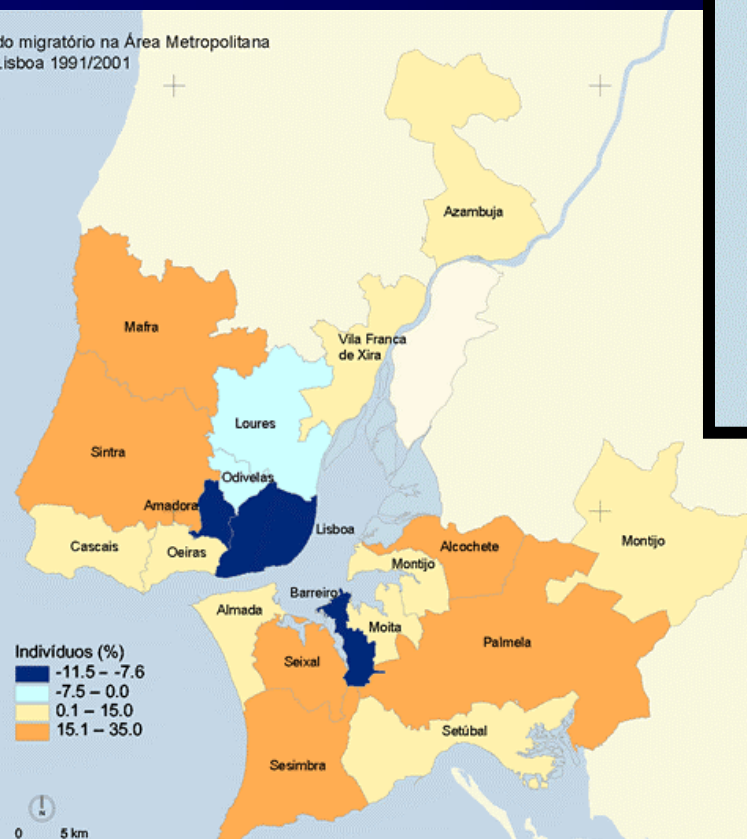 do migratório na Área Metropolitana
Lisboa 1991/2001
Azambuja
Mafra
Vila Franca
de Xira
Loures
Sintra
Odivelas
Amadora
Lisboa
Cascais
Oeiras
Alcochete
Montijo
Montijo
Barreiro
Almada
Moita
Palmela
Seixal
Setúbal
Sesimbra
Indivíduos (%)
-11.5 – -7.6
-7.5 – 0.0
0.1 – 15.0
15.1 – 35.0
N
0 5 km